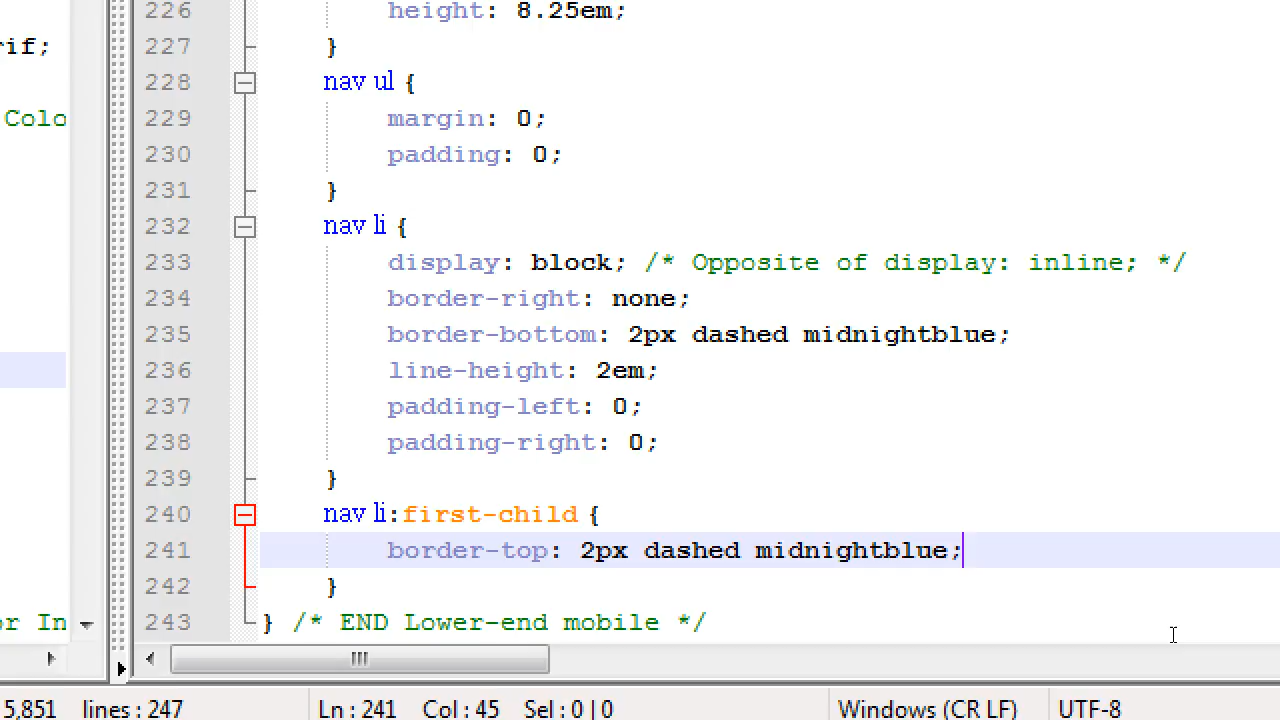 226 height: 8.25em;
rif;
227 }
228 nav ul {
Colo
229 margin: 0;
230 padding: 0;
231 }
232 nav li {
233 display: block; /* Opposite of display: inline; */
234 border-right: none;
235 border-bottom: 2px dashed midnightblue;
236 line-height: 2em;
237 padding-left: 0;
238 padding-right: 0;
239 }
240 nav li:first-child {
241 border-top: 2px dashed midnightblue;
242 }
or In
243 } /* END Lower-end mobile */
5,851 lines : 247 Ln : 241 Col : 45 Sel : 0 | 0 Windows (CR LF) UTF-8